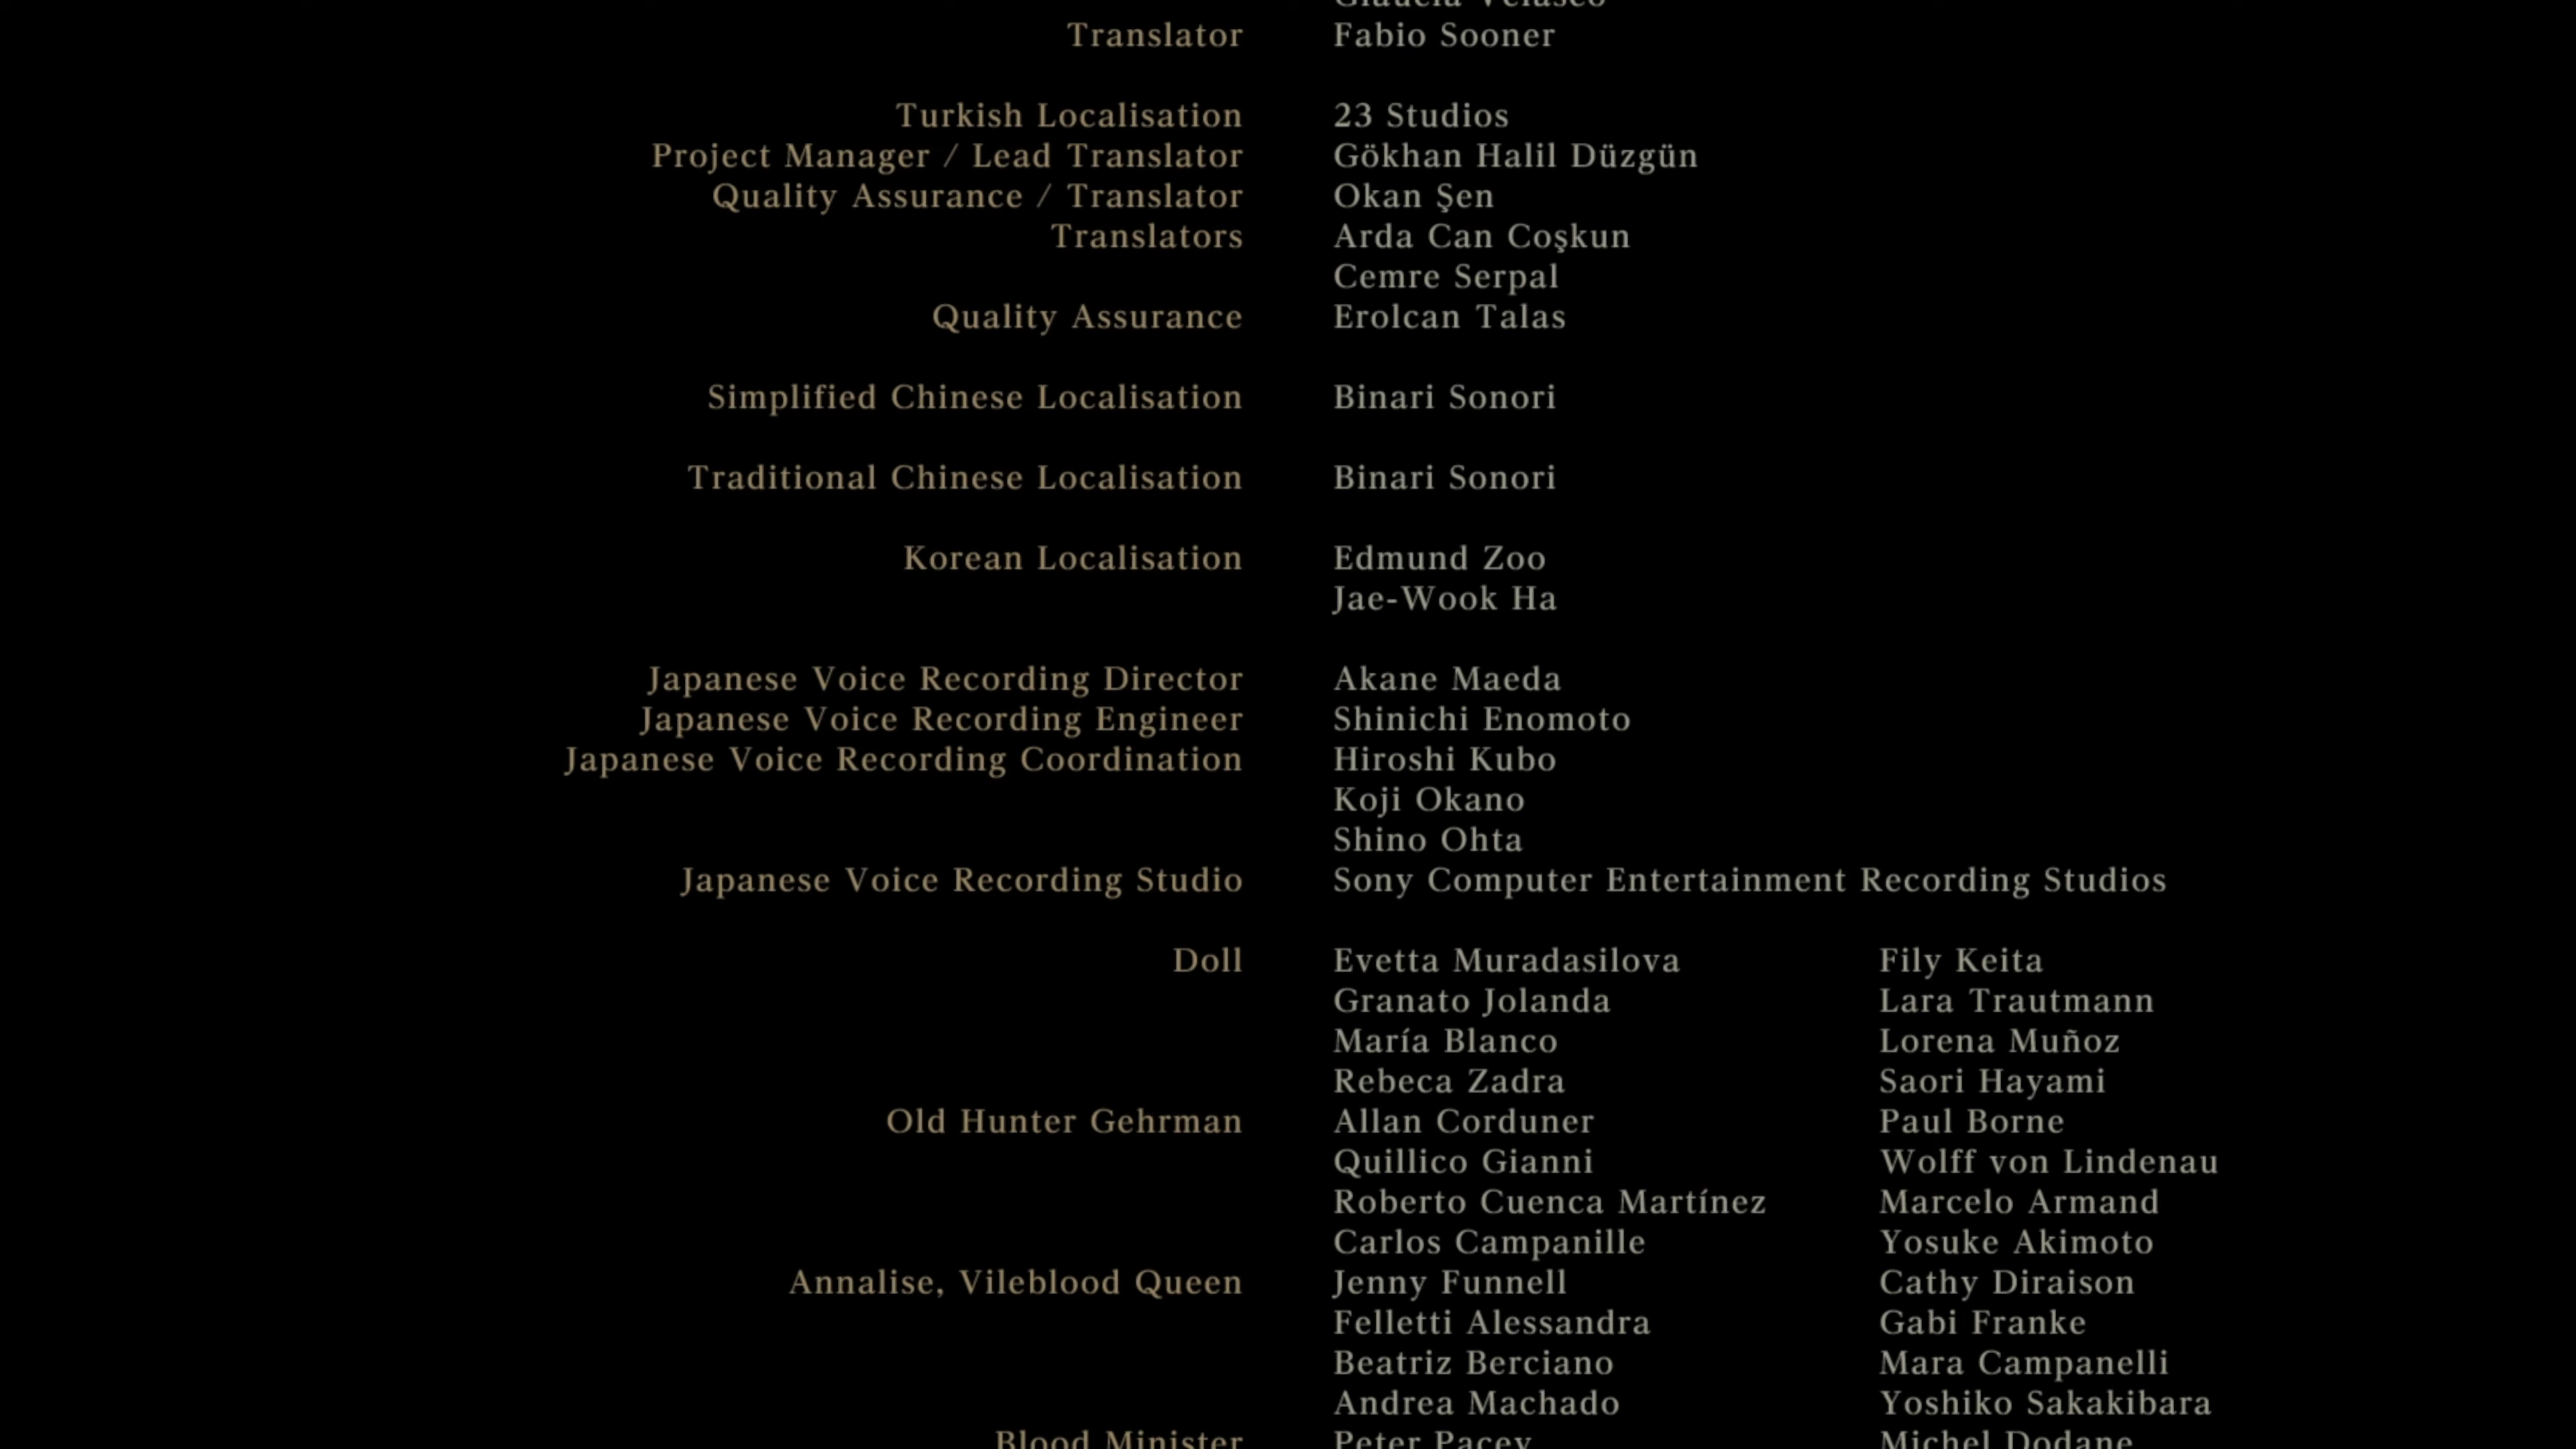 Glaucia Velasco
Translator Fabio Sooner
Turkish Localisation 23 Studios
Project Manager / Lead Translator Gökhan Halil Düzgün
Quality Assurance / Translator Okan Şen
Translators Arda Can Coşkun
Cemre Serpal
Quality Assurance Erolcan Talas
Simplified Chinese Localisation Binari Sonori
Traditional Chinese Localisation Binari Sonori
Korean Localisation Edmund Zoo
Jae-Wook Ha
Japanese Voice Recording Director Akane Maeda
Japanese Voice Recording Engineer Shinichi Enomoto
Japanese Voice Recording Coordination Hiroshi Kubo
Koji Okano
Shino Ohta
Japanese Voice Recording Studio Sony Computer Entertainment Recording Studios
Doll Evetta Muradasilova Fily Keita
Granato Jolanda Lara Trautmann
María Blanco Lorena Muñoz
Rebeca Zadra Saori Hayami
Old Hunter Gehrman Allan Corduner Paul Borne
Quillico Gianni Wolff von Lindenau
Roberto Cuenca Martínez Marcelo Armand
Carlos Campanille Yosuke Akimoto
Annalise, Vileblood Queen Jenny Funnell Cathy Diraison
Felletti Alessandra Gabi Franke
Beatriz Berciano Mara Campanelli
Andrea Machado Yoshiko Sakakibara
Blood Minister Peter Pacey Michel Dodane